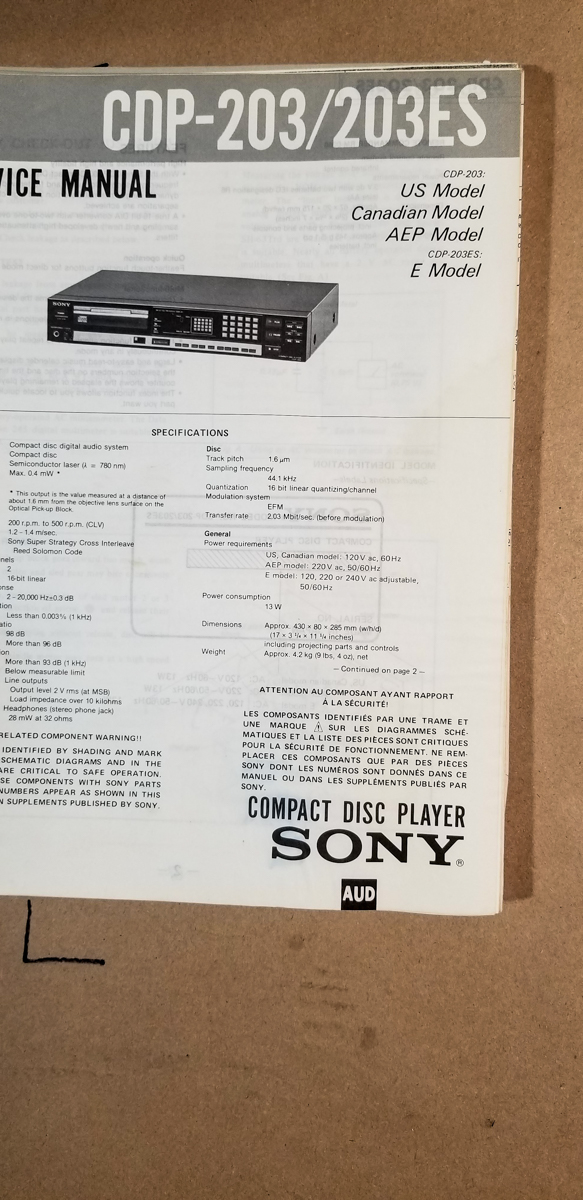 CDP-203/203ES
VICE MANUAL
CDP-203:
US Model
Canadian Model
AEP Model
CDP-203ES:
E Model
SONY
SPECIFICATIONS
Compact disc digital audio system
Compact disc
Semiconductor laser (λ = 780 nm)
Max. 0.4 mW *
* This output is the value measured at a distance of
about 1.6 mm from the objective lens surface on the
Optical Pick-up Block.
200 r.p.m. to 500 r.p.m. (CLV)
1.2 – 1.4 m/sec.
Sony Super Strategy Cross Interleave
Reed Solomon Code
nels
2
16-bit linear
onse
2 – 20,000 Hz±0.3 dB
tion
Less than 0.003% (1 kHz)
atio
98 dB
More than 96 dB
ion
More than 93 dB (1 kHz)
Below measurable limit
Line outputs
Output level 2 V rms (at MSB)
Load impedance over 10 kilohms
Headphones (stereo phone jack)
28 mW at 32 ohms
RELATED COMPONENT WARNING!!
IDENTIFIED BY SHADING AND MARK
SCHEMATIC DIAGRAMS AND IN THE
ARE CRITICAL TO SAFE OPERATION.
SE COMPONENTS WITH SONY PARTS
NUMBERS APPEAR AS SHOWN IN THIS
N SUPPLEMENTS PUBLISHED BY SONY.
Disc
Track pitch 1.6 μm
Sampling frequency
44.1 kHz
Quantization 16 bit linear quantizing/channel
Modulation system
EFM
Transfer rate 2.03 Mbit/sec. (before modulation)
General
Power requirements
US, Canadian model: 120 V ac, 60 Hz
AEP model: 220 V ac, 50/60 Hz
E model: 120, 220 or 240 V ac adjustable,
50/60 Hz
Power consumption
13 W
Dimensions Approx. 430 × 80 × 285 mm (w/h/d)
(17 × 3 1/4 × 11 1/4 inches)
including projecting parts and controls
Weight Approx. 4.2 kg (9 lbs, 4 oz), net
– Continued on page 2 –
ATTENTION AU COMPOSANT AYANT RAPPORT
À LA SÉCURITÉ!
LES COMPOSANTS IDENTIFIÉS PAR UNE TRAME ET
UNE MARQUE ⚠ SUR LES DIAGRAMMES SCHÉ-
MATIQUES ET LA LISTE DES PIÈCES SONT CRITIQUES
POUR LA SÉCURITÉ DE FONCTIONNEMENT. NE REM-
PLACER CES COMPOSANTS QUE PAR DES PIÈCES
SONY DONT LES NUMÉROS SONT DONNÉS DANS CE
MANUEL OU DANS LES SUPPLÉMENTS PUBLIÉS PAR
SONY.
COMPACT DISC PLAYER
SONY®
AUD